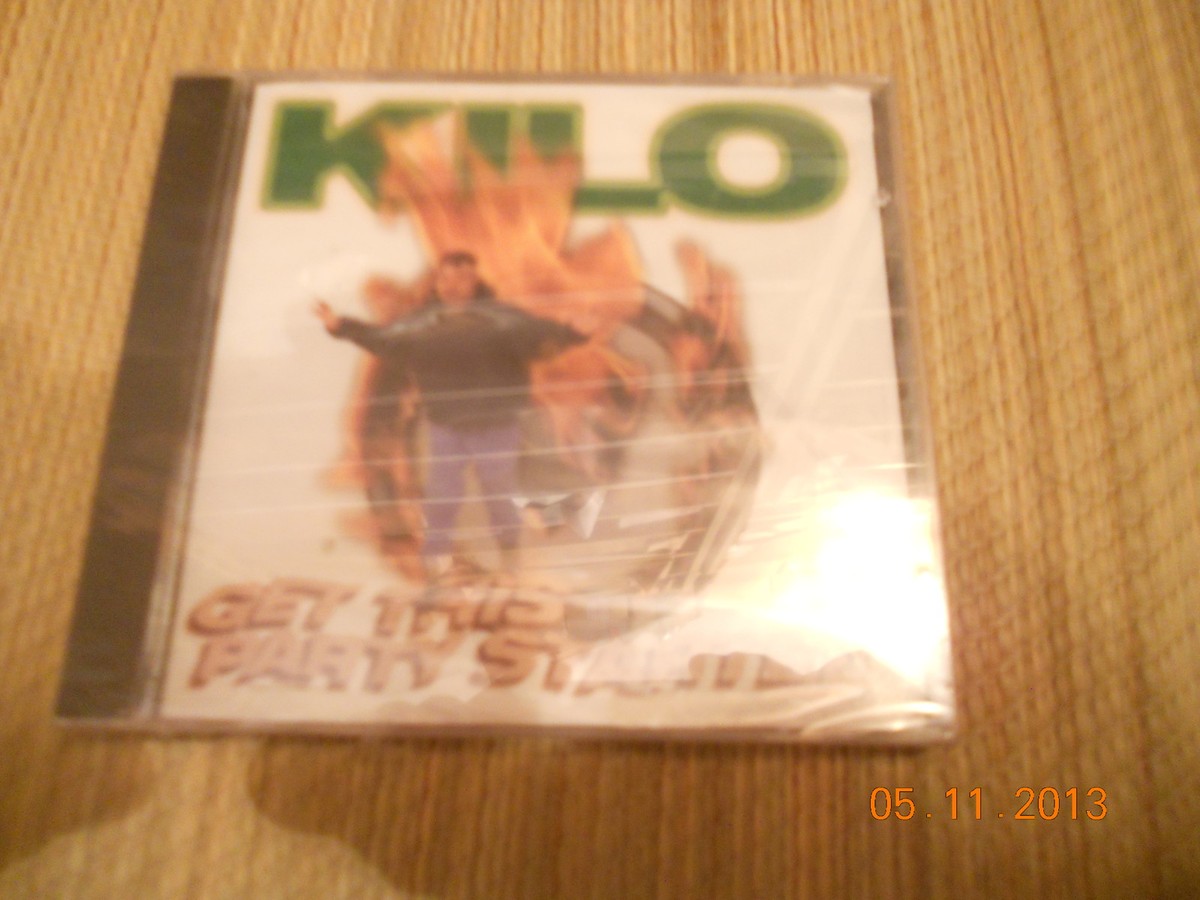 KILO
GET THIS
PARTY
05.11.2013